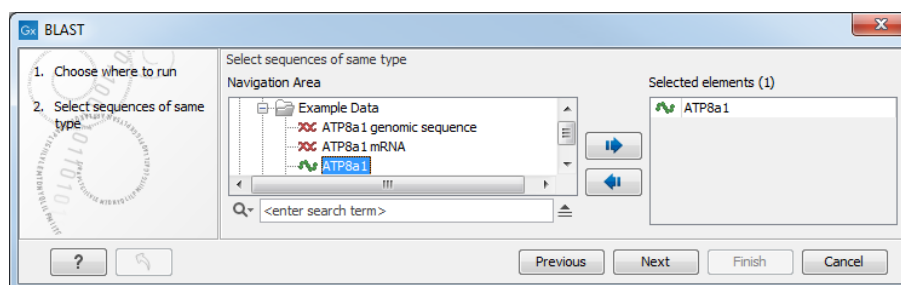 Gx BLAST
1. Choose where to run
2. Select sequences of same
type
Select sequences of same type
Navigation Area
Example Data
ATP8a1 genomic sequence
ATP8a1 mRNA
ATP8a1
<enter search term>
Selected elements (1)
ATP8a1
?
Previous
Next
Finish
Cancel